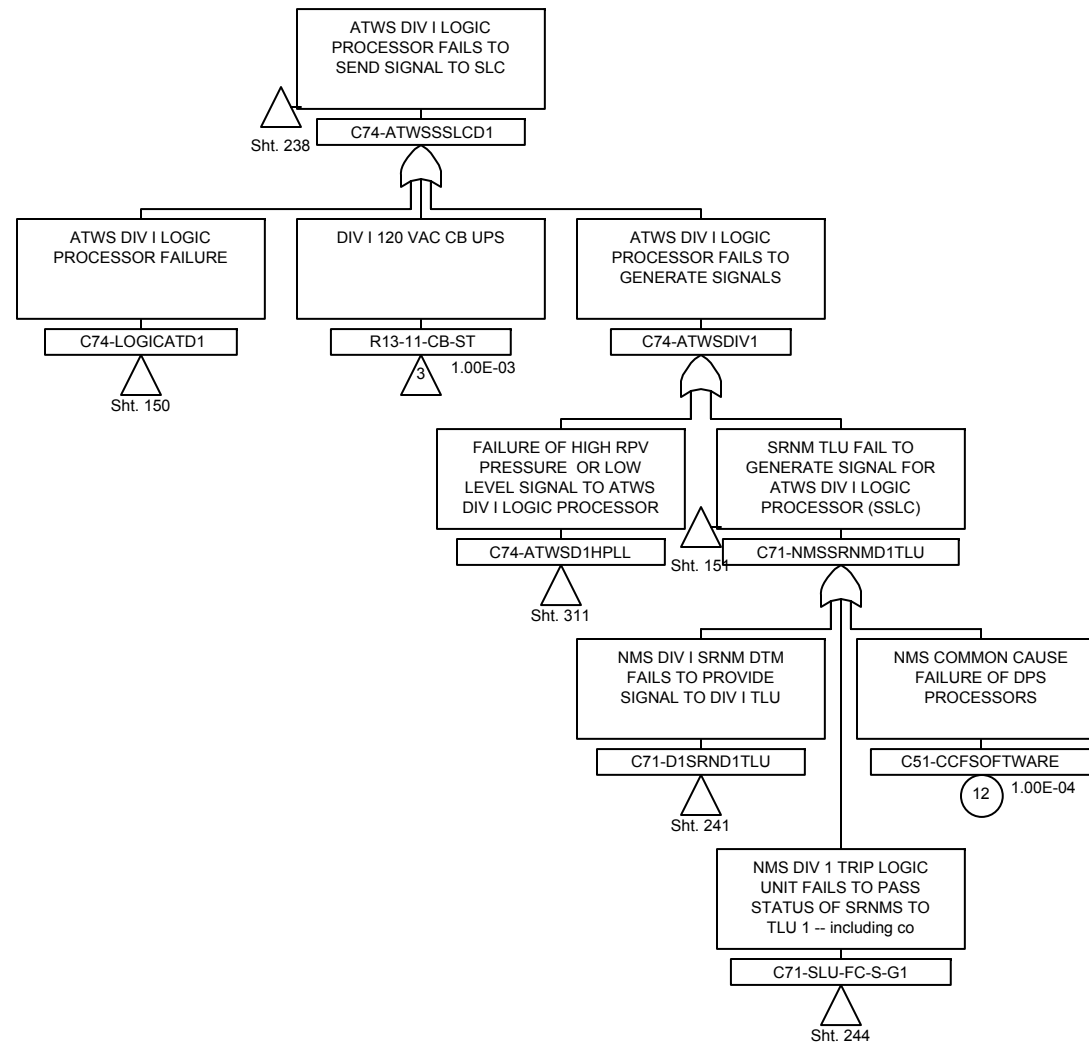 ATWS DIV I LOGIC
PROCESSOR FAILS TO
SEND SIGNAL TO SLC
C74-ATWSSSLCD1
Sht. 238
ATWS DIV I LOGIC
PROCESSOR FAILURE
C74-LOGICATD1
Sht. 150
DIV I 120 VAC CB UPS
R13-11-CB-ST
3
1.00E-03
ATWS DIV I LOGIC
PROCESSOR FAILS TO
GENERATE SIGNALS
C74-ATWSDIV1
FAILURE OF HIGH RPV
PRESSURE OR LOW
LEVEL SIGNAL TO ATWS
DIV I LOGIC PROCESSOR
C74-ATWSD1HPLL
Sht. 311
SRNM TLU FAIL TO
GENERATE SIGNAL FOR
ATWS DIV I LOGIC
PROCESSOR (SSLC)
C71-NMSSRNMD1TLU
Sht. 151
NMS DIV I SRNM DTM
FAILS TO PROVIDE
SIGNAL TO DIV I TLU
C71-D1SRND1TLU
Sht. 241
NMS COMMON CAUSE
FAILURE OF DPS
PROCESSORS
C51-CCFSOFTWARE
12
1.00E-04
NMS DIV 1 TRIP LOGIC
UNIT FAILS TO PASS
STATUS OF SRNMS TO
TLU 1 -- including co
C71-SLU-FC-S-G1
Sht. 244